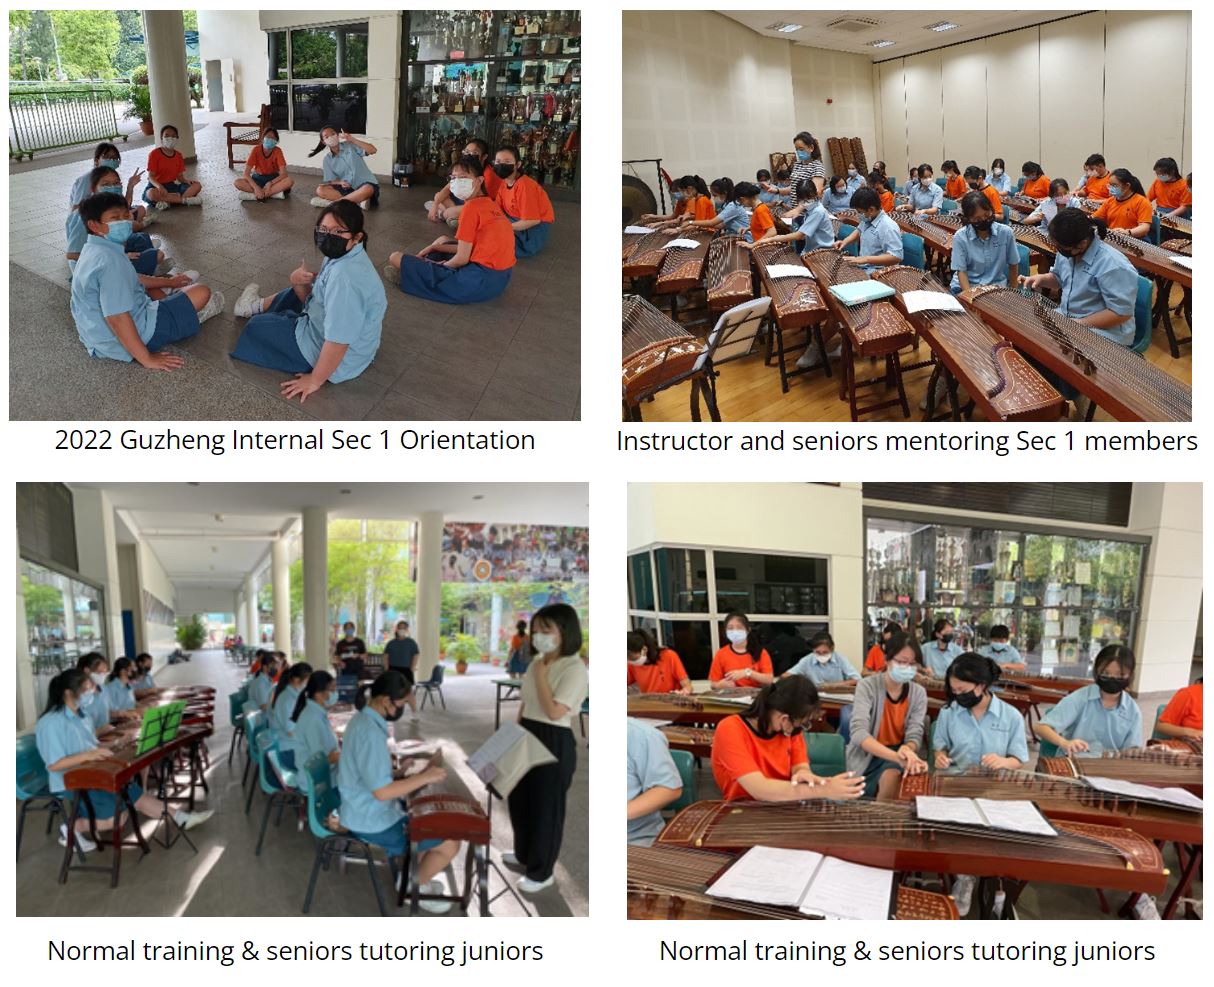 2022 Guzheng Internal Sec 1 Orientation
Instructor and seniors mentoring Sec 1 members
Normal training & seniors tutoring juniors
Normal training & seniors tutoring juniors